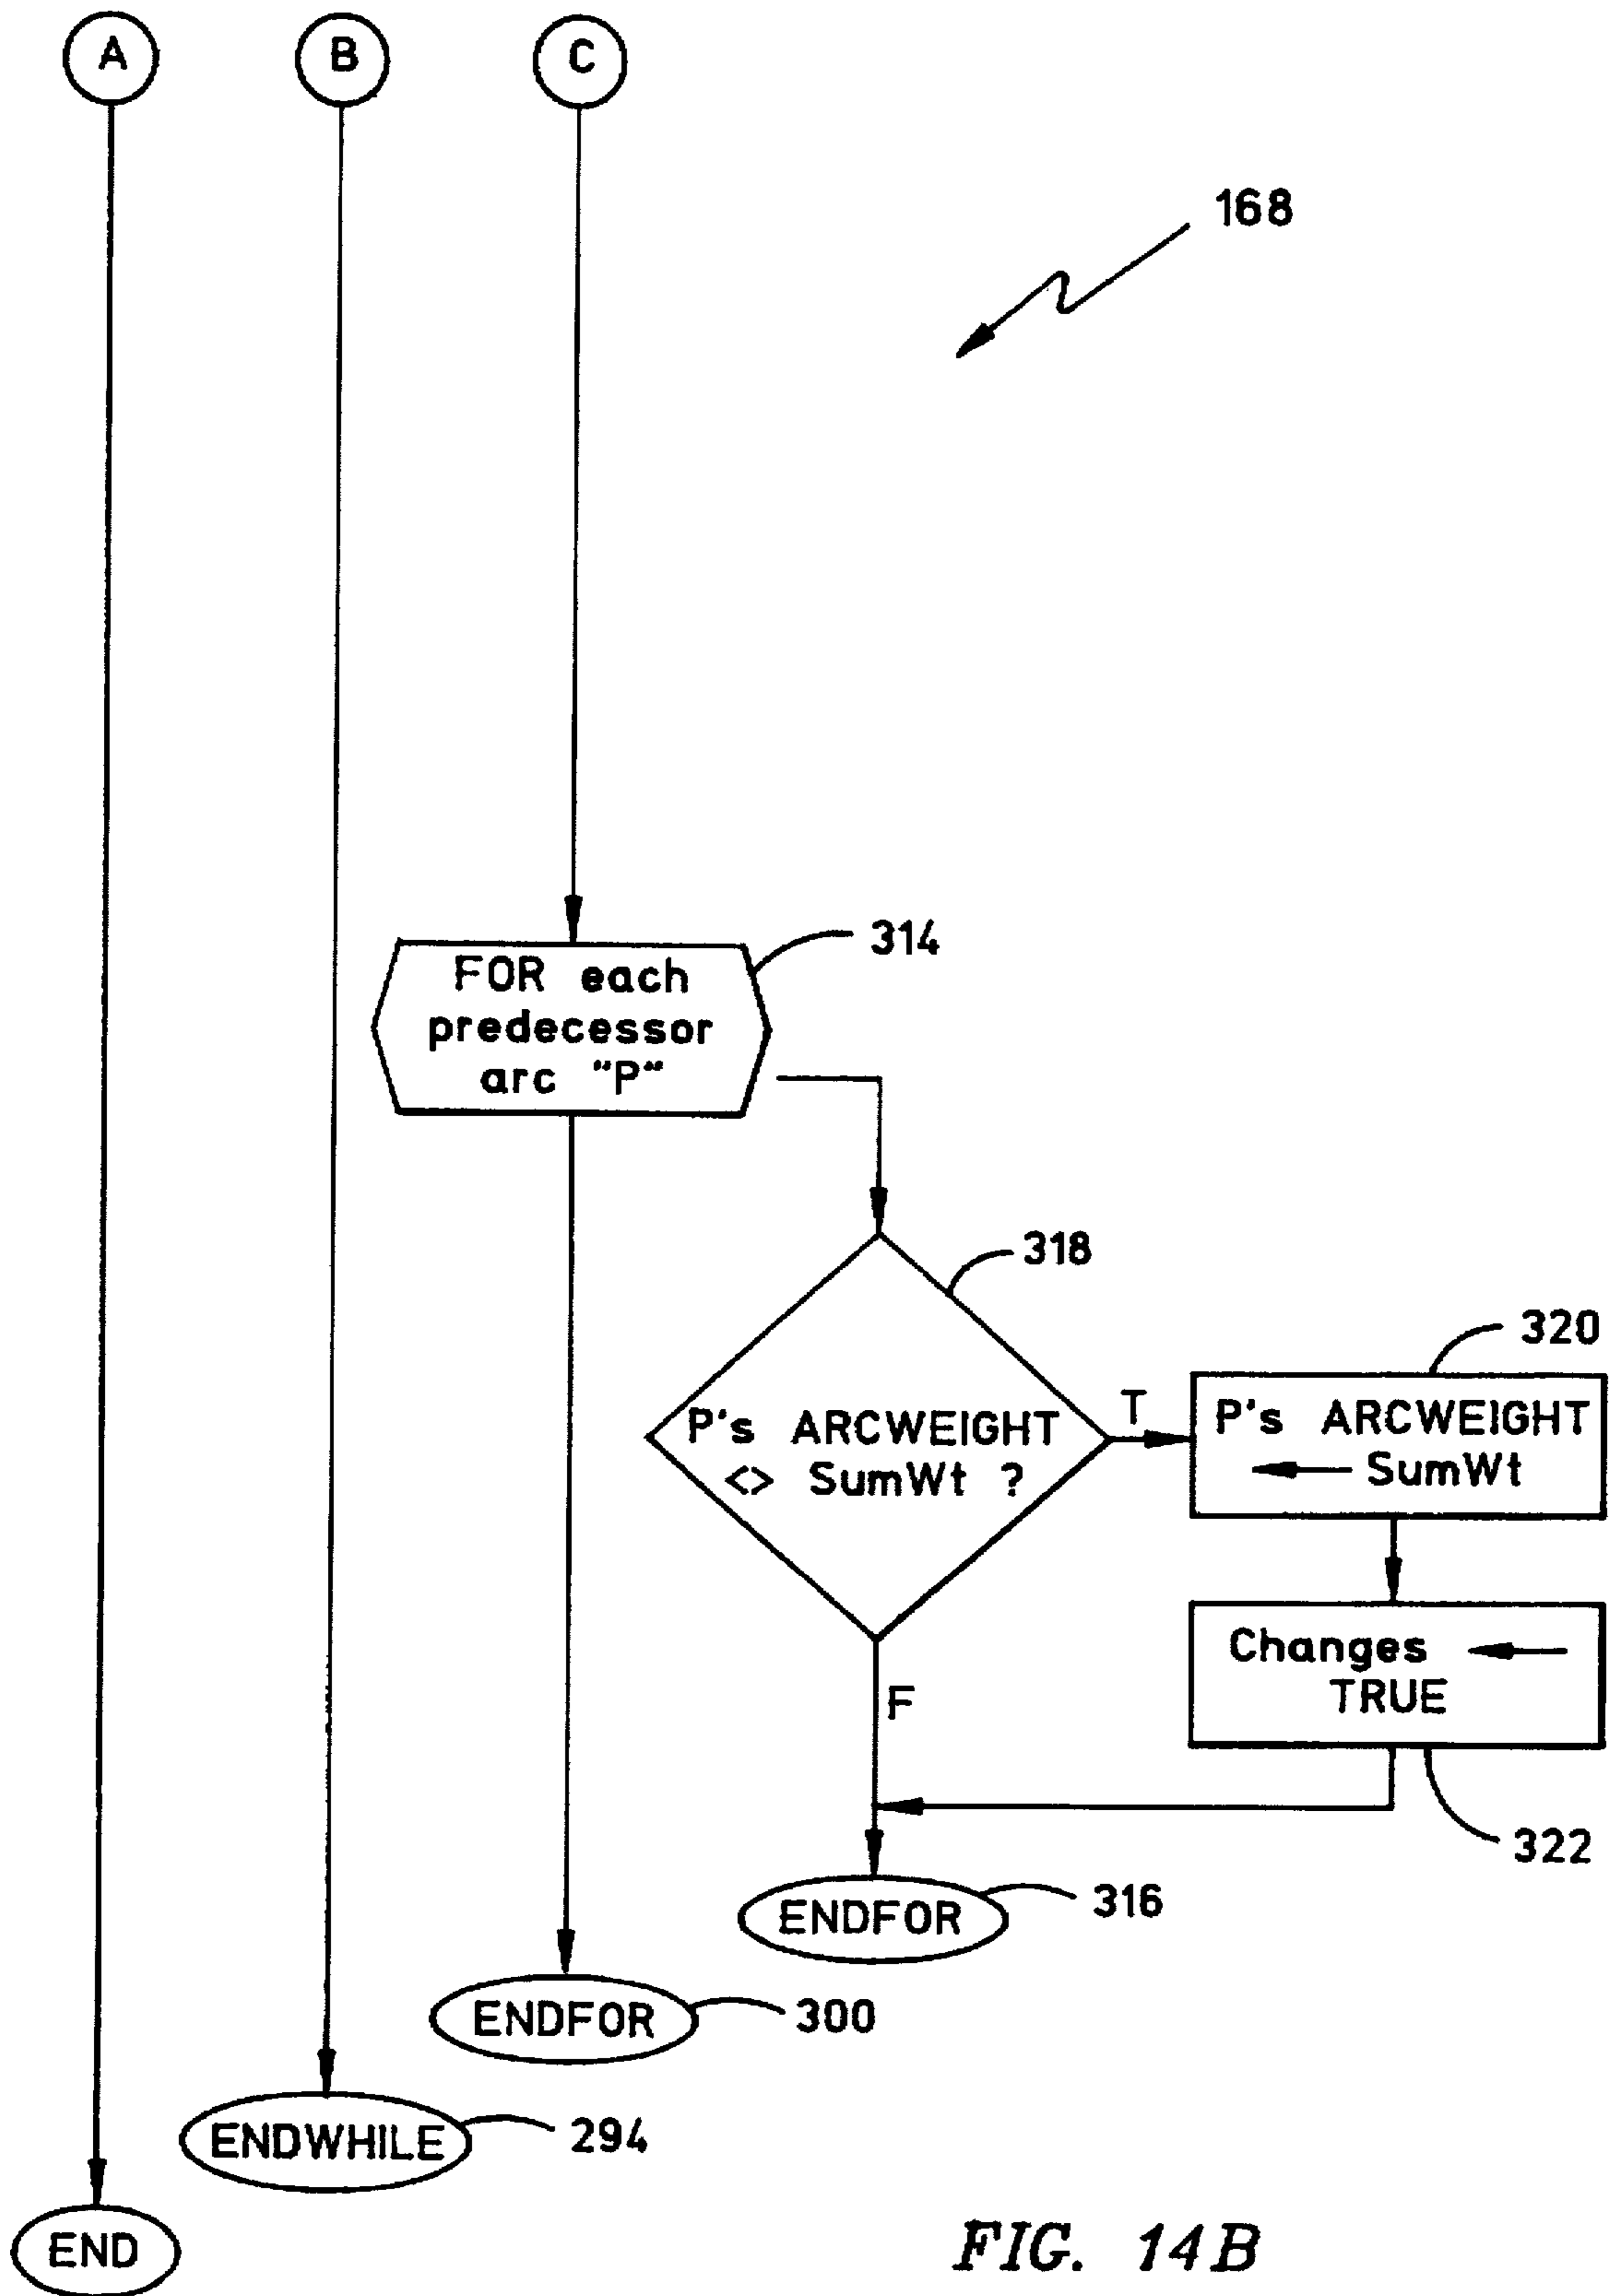 A
B
C
168
314
FOR each
predecessor
arc "P"
318
320
P's ARCWEIGHT
<> SumWt ?
T
P's ARCWEIGHT
← SumWt
Changes ←
TRUE
F
322
316
ENDFOR
ENDFOR
300
ENDWHILE
294
END
FIG. 14B